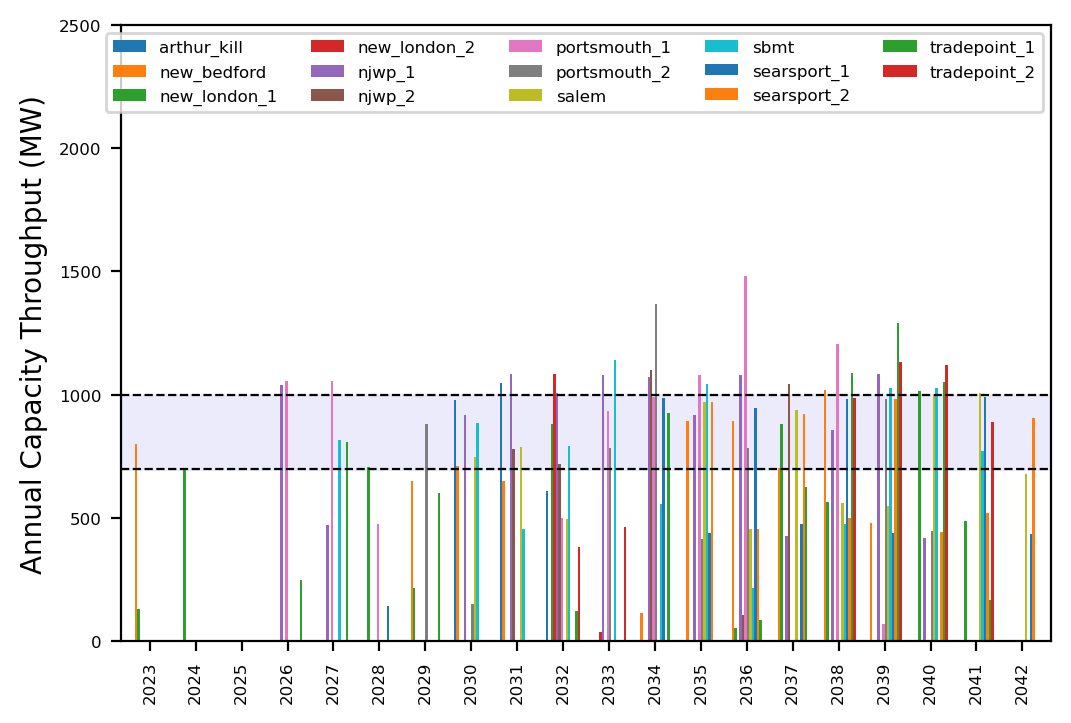 Annual Capacity Throughput (MW)
2500
2000
1500
1000
500
0
arthur_kill
new_bedford
new_london_1
new_london_2
njwp_1
njwp_2
portsmouth_1
portsmouth_2
salem
sbmt
searsport_1
searsport_2
tradepoint_1
tradepoint_2
2023
2024
2025
2026
2027
2028
2029
2030
2031
2032
2033
2034
2035
2036
2037
2038
2039
2040
2041
2042